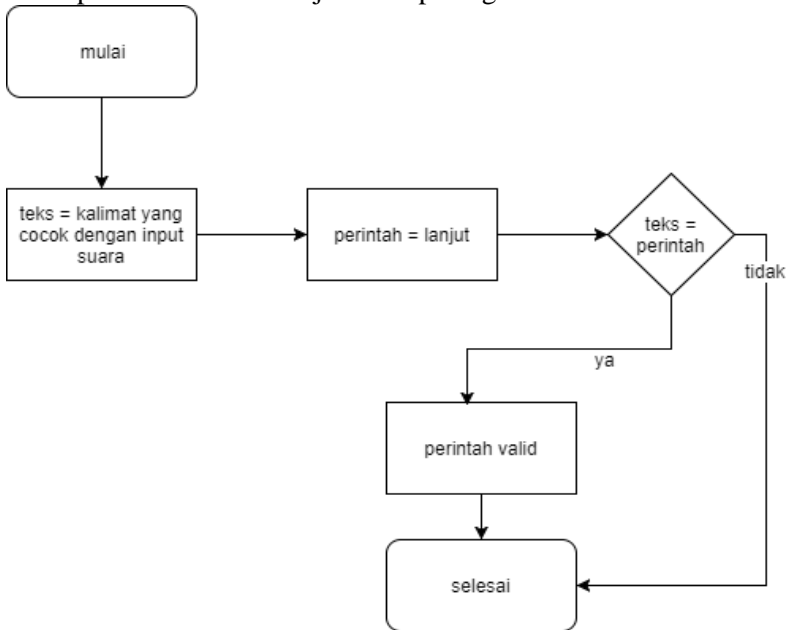 mulai
teks = kalimat yang
cocok dengan input
suara
perintah = lanjut
teks =
perintah
tidak
ya
perintah valid
selesai